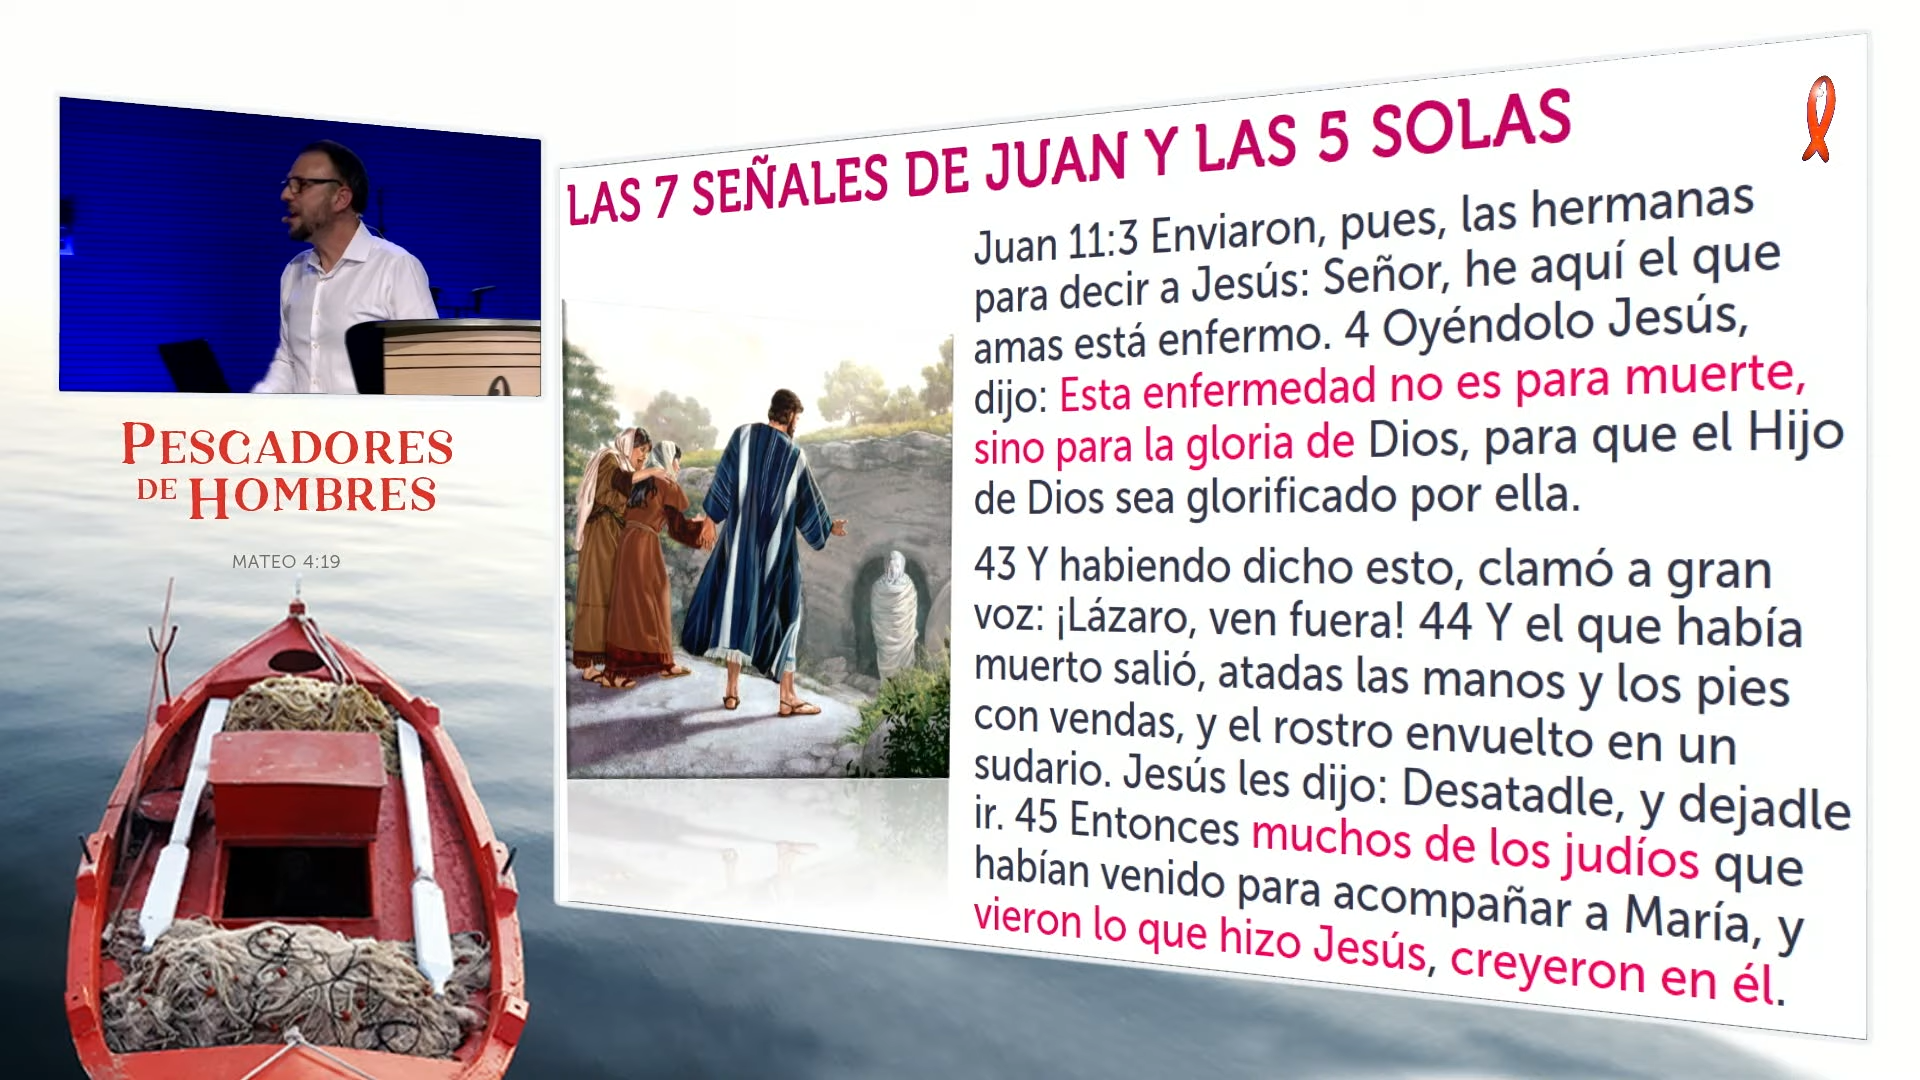 PESCADORES
DE HOMBRES
MATEO 4:19
LAS 7 SEÑALES DE JUAN Y LAS 5 SOLAS
Juan 11:3 Enviaron, pues, las hermanas
para decir a Jesús: Señor, he aquí el que
amas está enfermo. 4 Oyéndolo Jesús,
dijo: Esta enfermedad no es para muerte,
sino para la gloria de Dios, para que el Hijo
de Dios sea glorificado por ella.
43 Y habiendo dicho esto, clamó a gran
voz: ¡Lázaro, ven fuera! 44 Y el que había
muerto salió, atadas las manos y los pies
con vendas, y el rostro envuelto en un
sudario. Jesús les dijo: Desatadle, y dejadle
ir. 45 Entonces muchos de los judíos que
habían venido para acompañar a María, y
vieron lo que hizo Jesús, creyeron en él.